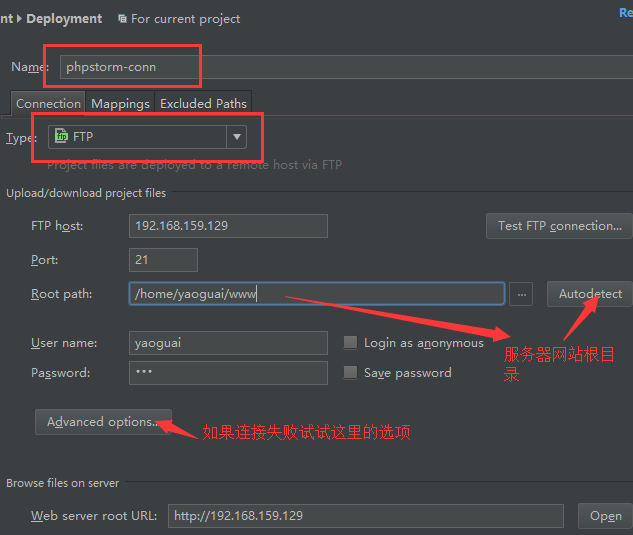 nt ▸ Deployment For current project Re
Name: phpstorm-conn
Connection Mappings Excluded Paths
Type: FTP
Project files are deployed to a remote host via FTP
Upload/download project files
FTP host: 192.168.159.129 Test FTP connection...
Port: 21
Root path: /home/yaoguai/www ... Autodetect
User name: yaoguai Login as anonymous
服务器网站根目
录
Password: ••• Save password
Advanced options... 如果连接失败试试这里的选项
Browse files on server
Web server root URL: http://192.168.159.129 Open